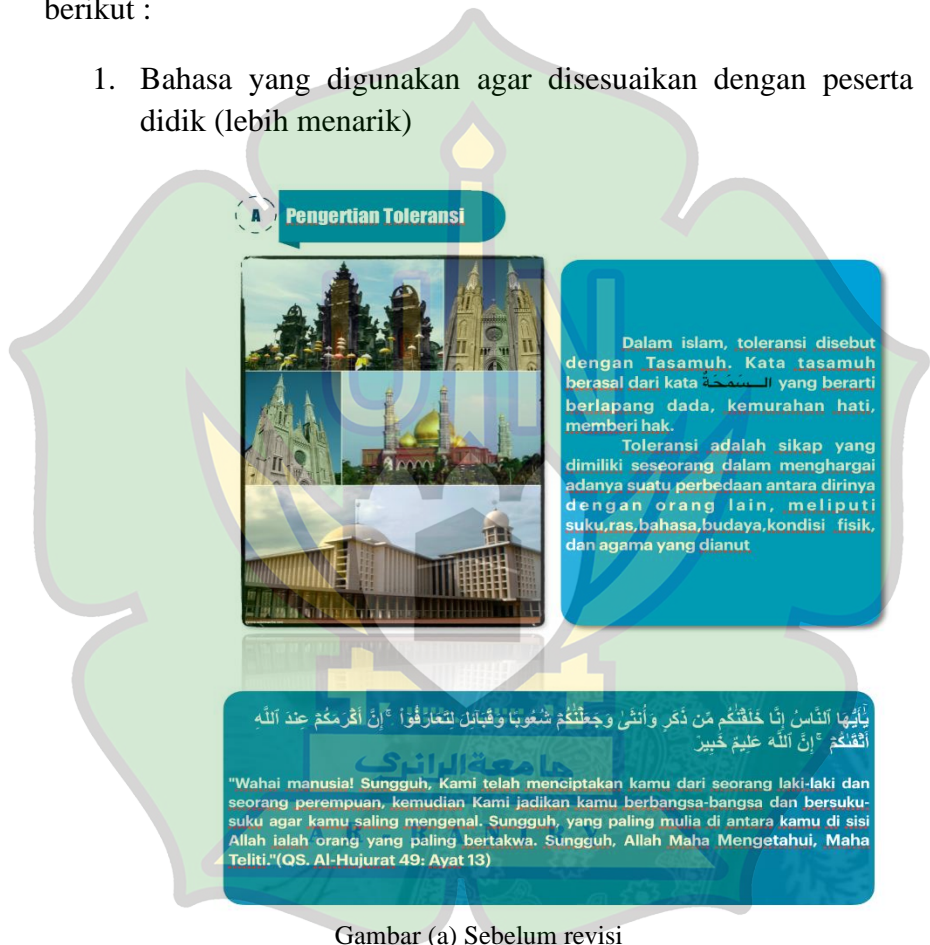 berikut :
1. Bahasa yang digunakan agar disesuaikan dengan peserta
didik (lebih menarik)
A Pengertian Toleransi
Dalam islam, toleransi disebut
dengan Tasamuh. Kata tasamuh
berasal dari kata الـــسَمْحَةُ yang berarti
berlapang dada, kemurahan hati,
memberi hak.
Toleransi adalah sikap yang
dimiliki seseorang dalam menghargai
adanya suatu perbedaan antara dirinya
dengan orang lain, meliputi
suku,ras,bahasa,budaya,kondisi fisik,
dan agama yang dianut
يَٰٓأَيُّهَا ٱلنَّاسُ إِنَّا خَلَقْنَٰكُم مِّن ذَكَرٍ وَأُنثَىٰ وَجَعَلْنَٰكُمْ شُعُوبًا وَقَبَآئِلَ لِتَعَارَفُوٓا۟ ۚ إِنَّ أَكْرَمَكُمْ عِندَ ٱللَّهِ
أَتْقَىٰكُمْ ۚ إِنَّ ٱللَّهَ عَلِيمٌ خَبِيرٌ
جامعة الرانري
"Wahai manusia! Sungguh, Kami telah menciptakan kamu dari seorang laki-laki dan
seorang perempuan, kemudian Kami jadikan kamu berbangsa-bangsa dan bersuku-
suku agar kamu saling mengenal. Sungguh, yang paling mulia di antara kamu di sisi
Allah ialah orang yang paling bertakwa. Sungguh, Allah Maha Mengetahui, Maha
Teliti."(QS. Al-Hujurat 49: Ayat 13)
AR-RANIRY
Gambar (a) Sebelum revisi